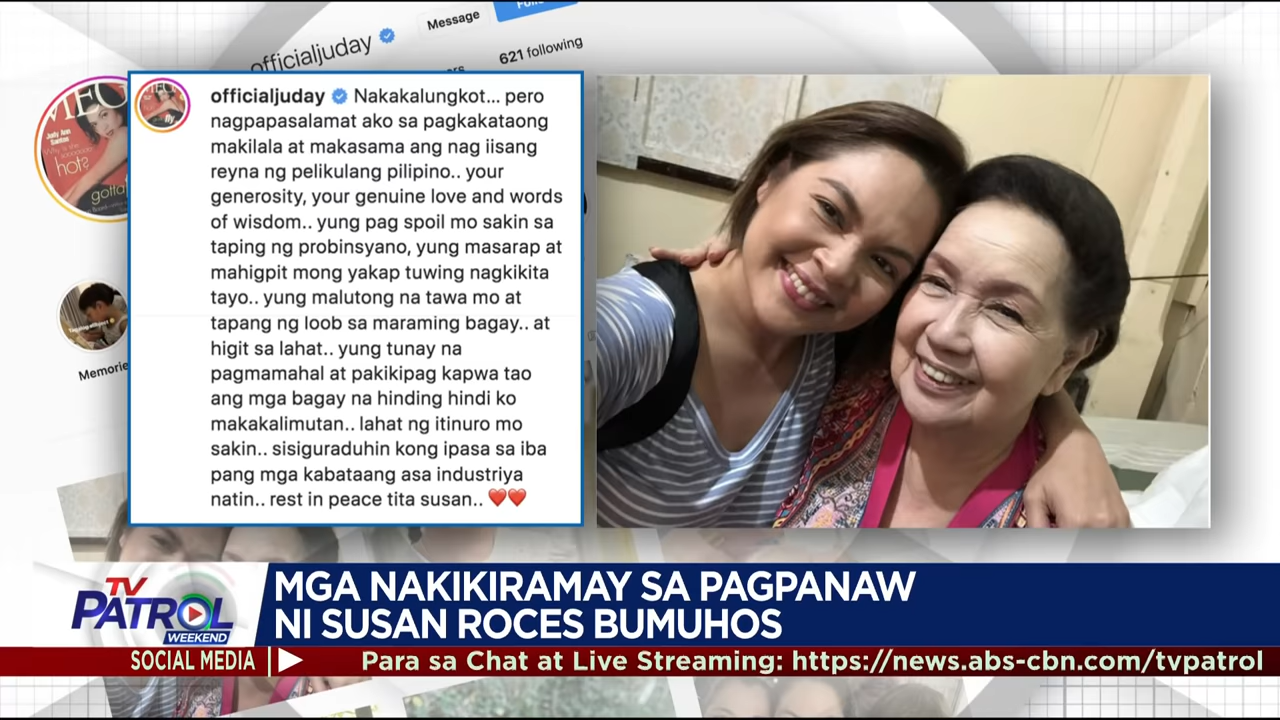 officialjuday
Message
621 following
Judy Ann
Santos
hot?
gotta
Memorie
officialjuday Nakakalungkot... pero
nagpapasalamat ako sa pagkakataong
makilala at makasama ang nag iisang
reyna ng pelikulang pilipino.. your
generosity, your genuine love and words
of wisdom.. yung pag spoil mo sakin sa
taping ng probinsyano, yung masarap at
mahigpit mong yakap tuwing nagkikita
tayo.. yung malutong na tawa mo at
tapang ng loob sa maraming bagay.. at
higit sa lahat.. yung tunay na
pagmamahal at pakikipag kapwa tao
ang mga bagay na hinding hindi ko
makakalimutan.. lahat ng itinuro mo
sakin.. sisiguraduhin kong ipasa sa iba
pang mga kabataang asa industriya
natin.. rest in peace tita susan.. ❤️❤️
TV
PATROL
WEEKEND
MGA NAKIKIRAMAY SA PAGPANAW
NI SUSAN ROCES BUMUHOS
SOCIAL MEDIA
Para sa Chat at Live Streaming: https://news.abs-cbn.com/tvpatrol